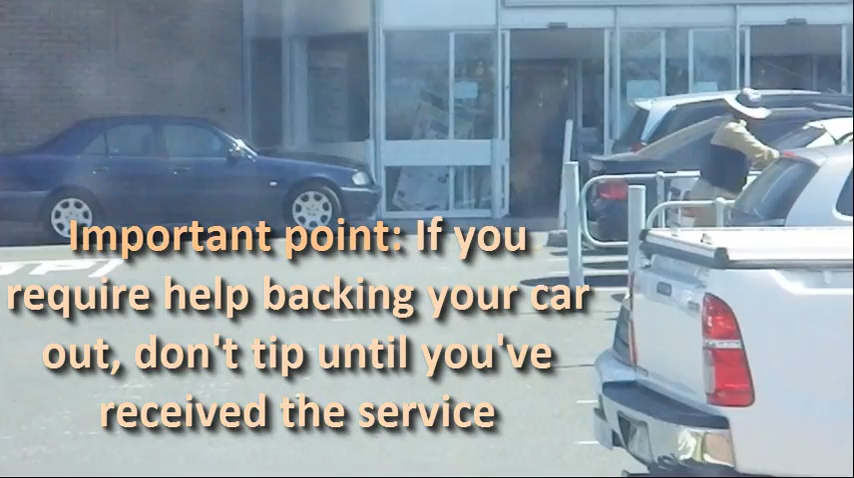 Important point: If you
require help backing your car
out, don't tip until you've
received the service